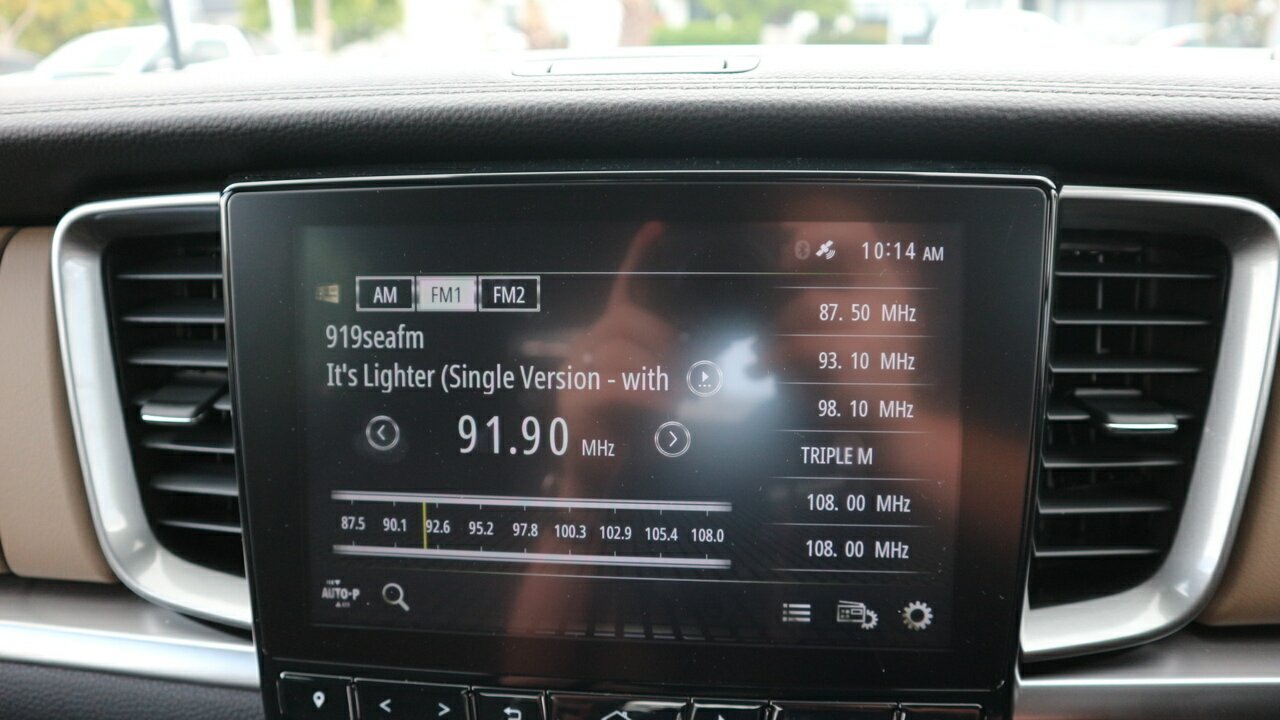 10:14 AM
AM FM1 FM2
919seafm
It's Lighter (Single Version - with
91.90 MHz
87.5 90.1 92.6 95.2 97.8 100.3 102.9 105.4 108.0
AUTO-P
87.50 MHz
93.10 MHz
98.10 MHz
TRIPLE M
108.00 MHz
108.00 MHz